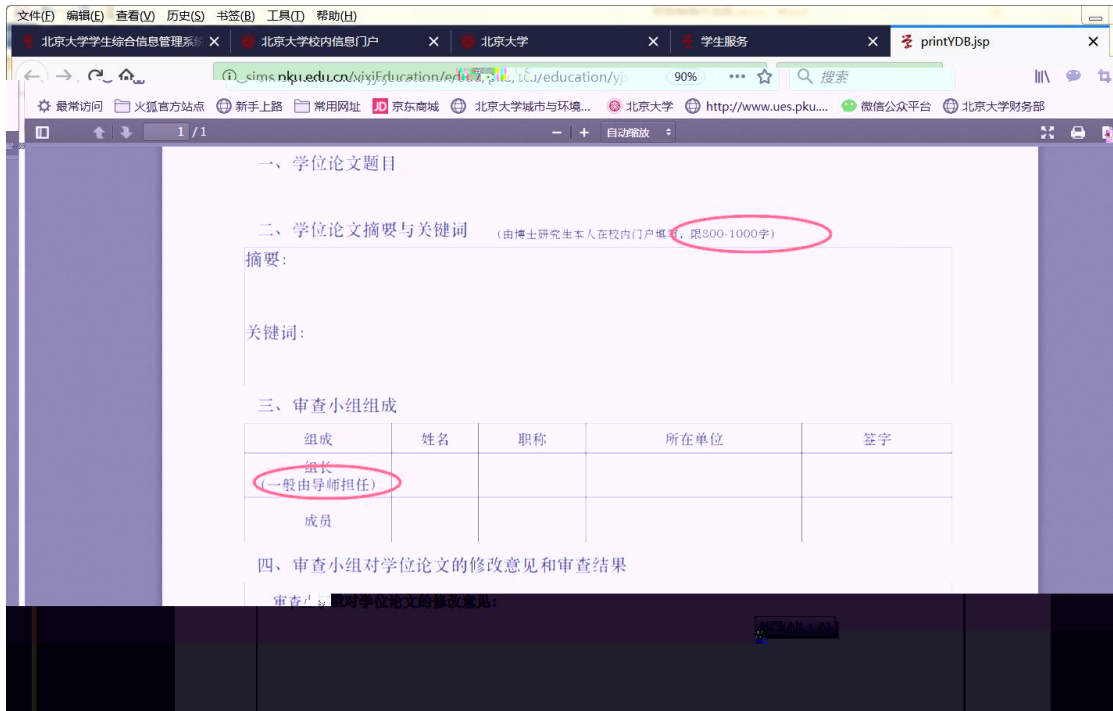 文件(F) 编辑(E) 查看(V) 历史(S) 书签(B) 工具(T) 帮助(H)
北京大学学生综合信息管理系统 北京大学校内信息门户 北京大学 学生服务 printYDB.jsp
90% 搜索
最常访问 火狐官方站点 新手上路 常用网址 JD 京东商城 北京大学城市与环境... 北京大学 http://www.ues.pku.... 微信公众平台 北京大学财务部
1 / 1 — + 自动缩放
一、学位论文题目
二、学位论文摘要与关键词 (由博士研究生本人在校内门户填写，限800-1000字)
摘要:
关键词:
三、审查小组组成
组成 姓名 职称 所在单位 签字
组长
(一般由导师担任)
成员
四、审查小组对学位论文的修改意见和审查结果
审查小组对学位论文的修改意见: